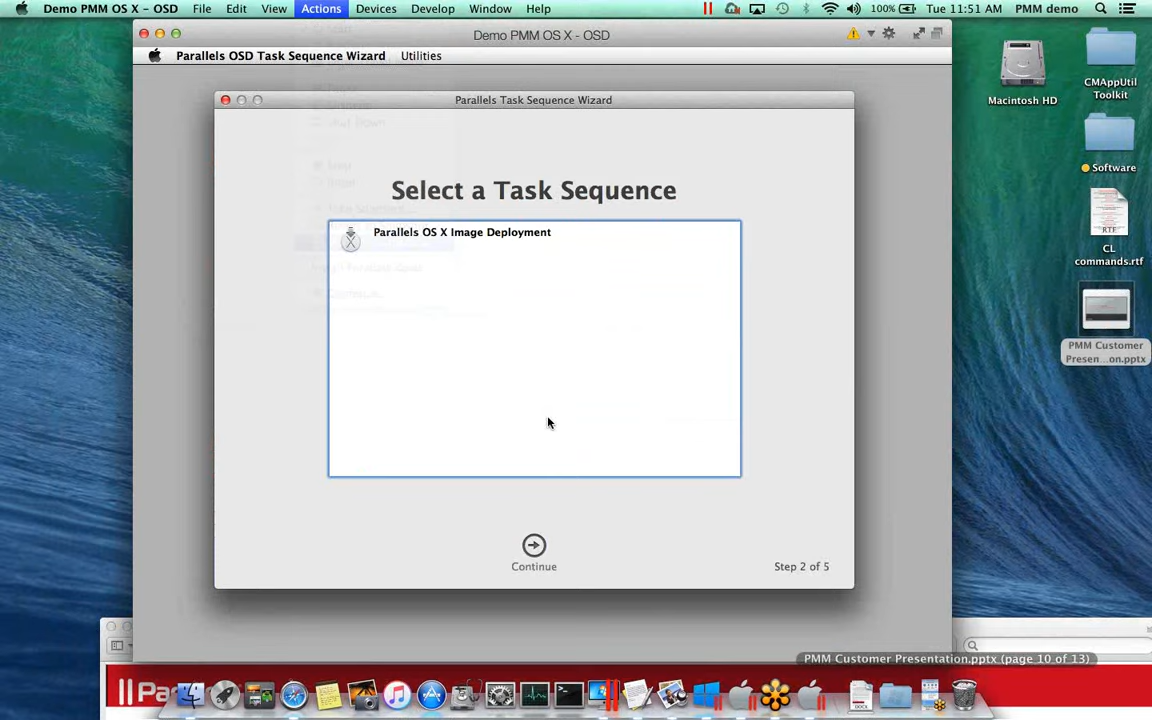 Demo PMM OS X - OSD File Edit View Actions Devices Develop Window Help 100% Tue 11:51 AM PMM demo
Demo PMM OS X - OSD
Parallels OSD Task Sequence Wizard Utilities
Macintosh HD
CMAppUtil
Toolkit
Software
CL
commands.rtf
PMM Customer
Presen...on.pptx
Parallels Task Sequence Wizard
Select a Task Sequence
Parallels OS X Image Deployment
Continue
Step 2 of 5
PMM Customer Presentation.pptx (page 10 of 13)
RTF
DOCX